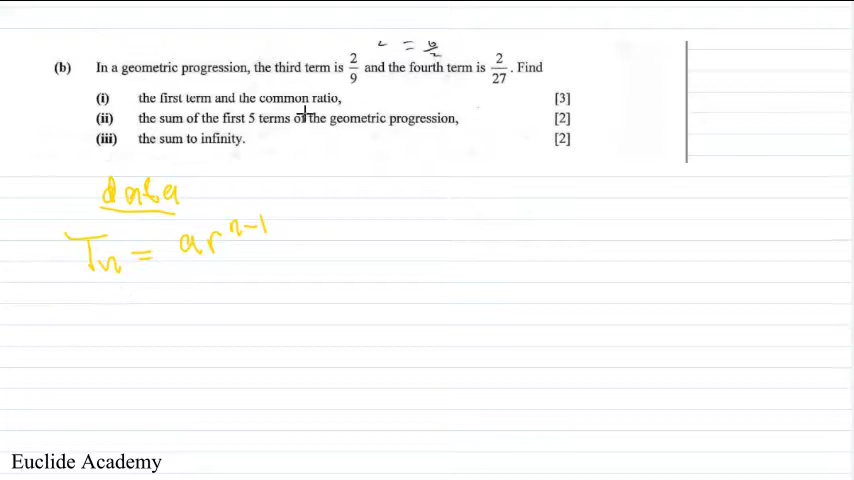 (b) In a geometric progression, the third term is 2/9 and the fourth term is 2/27. Find
(i) the first term and the common ratio, [3]
(ii) the sum of the first 5 terms of the geometric progression, [2]
(iii) the sum to infinity. [2]
data
Tn = ar^n-1
Euclide Academy